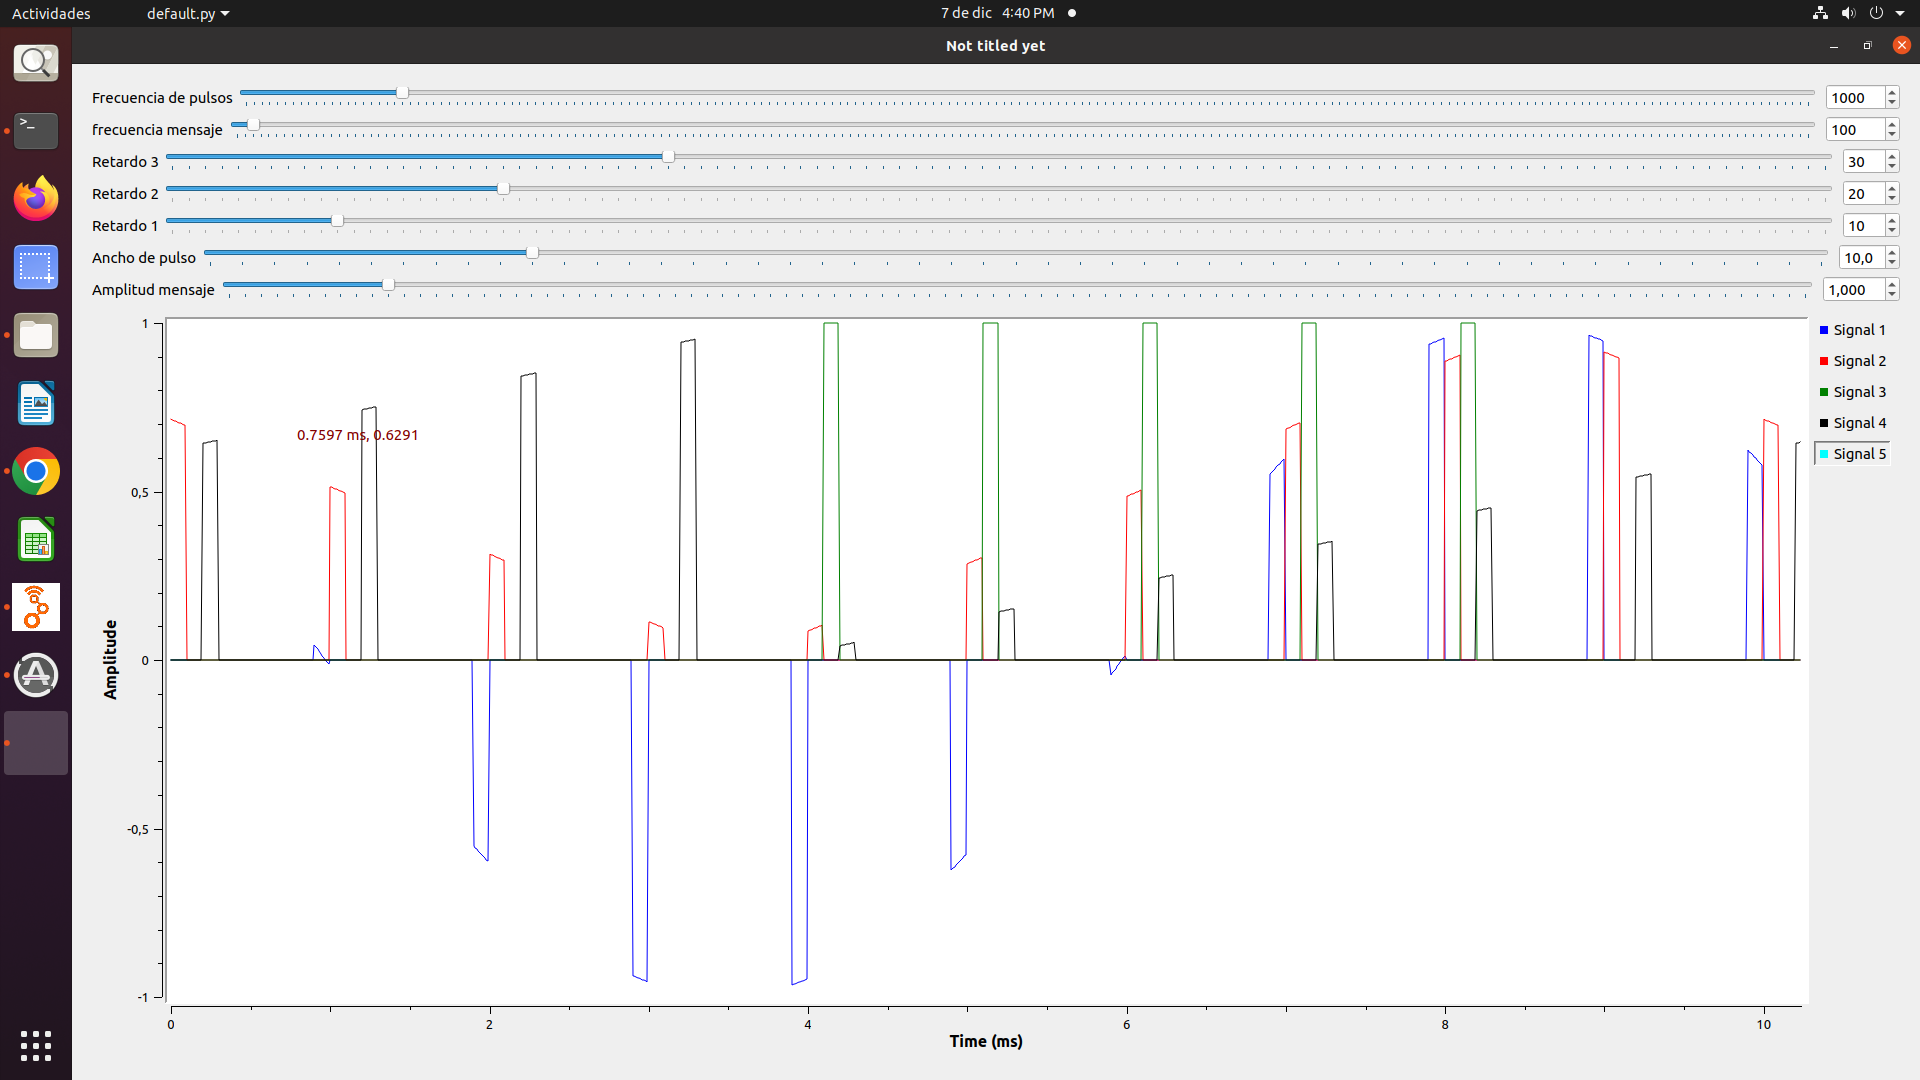 Actividades default.py 7 de dic 4:40 PM
Not titled yet
Frecuencia de pulsos 1000
frecuencia mensaje 100
Retardo 3 30
Retardo 2 20
Retardo 1 10
Ancho de pulso 10,0
Amplitud mensaje 1,000
Signal 1
Signal 2
Signal 3
Signal 4
Signal 5
0.7597 ms, 0.6291
1
0,5
0
-0,5
-1
Amplitude
0 2 4 6 8 10
Time (ms)